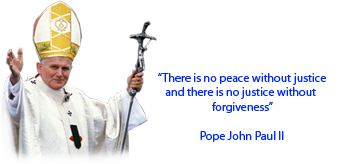 “There is no peace without justice
and there is no justice without
forgiveness”
Pope John Paul II